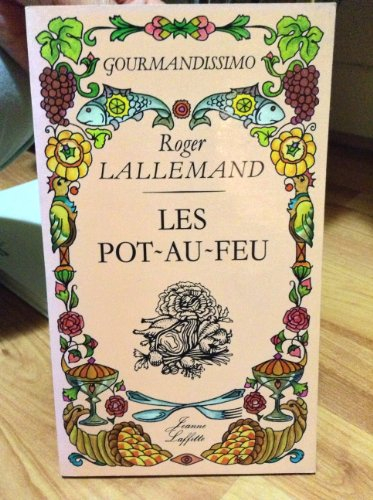 GOURMANDISSIMO
Roger
LALLEMAND
LES
POT~AU~FEU
Jeanne
Laffitte